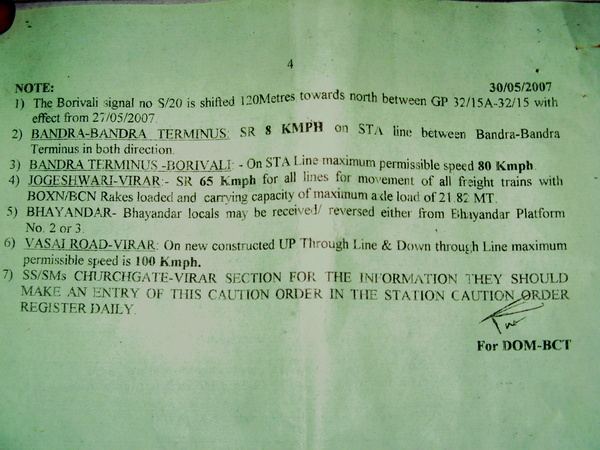 4
NOTE: 30/05/2007
1) The Borivali signal no S/20 is shifted 120Metres towards north between GP 32/15A-32/15 with
effect from 27/05/2007.
2) BANDRA-BANDRA TERMINUS: SR 8 KMPH on STA line between Bandra-Bandra
Terminus in both direction.
3) BANDRA TERMINUS -BORIVALI: - On STA Line maximum permissible speed 80 Kmph.
4) JOGESHWARI-VIRAR:- SR 65 Kmph for all lines for movement of all freight trains with
BOXN/BCN Rakes loaded and carrying capacity of maximum axle load of 21.82 MT.
5) BHAYANDAR- Bhayandar locals may be received/ reversed either from Bhayandar Platform
No. 2 or 3.
6) VASAI ROAD-VIRAR: On new constructed UP Through Line & Down through Line maximum
permissible speed is 100 Kmph.
7) SS/SMs CHURCHGATE-VIRAR SECTION FOR THE INFORMATION THEY SHOULD
MAKE AN ENTRY OF THIS CAUTION ORDER IN THE STATION CAUTION ORDER
REGISTER DAILY.
For DOM-BCT